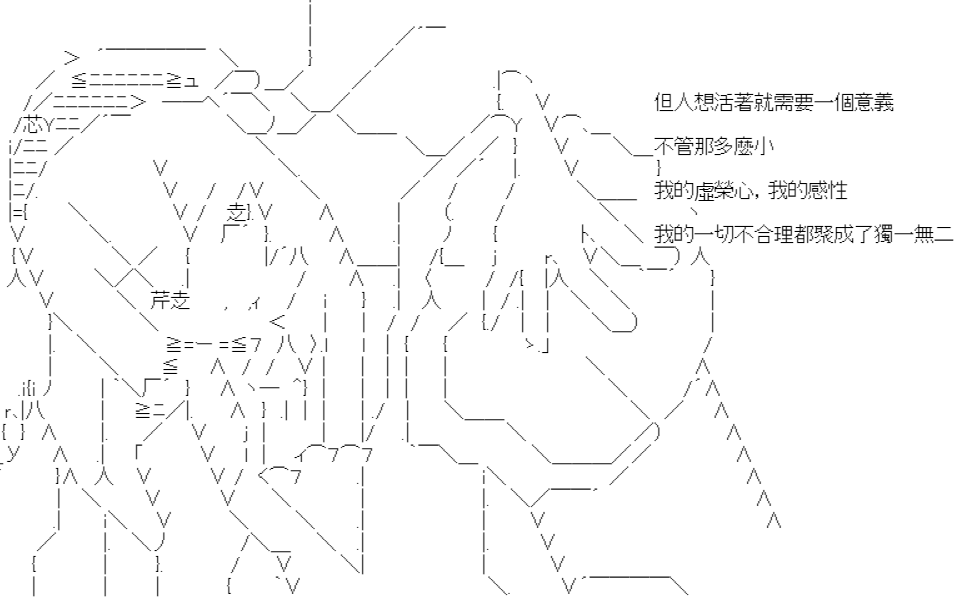 但人想活著就需要一個意義
不管那多麼小
我的虛榮心，我的感性
我的一切不合理都聚成了獨一無二